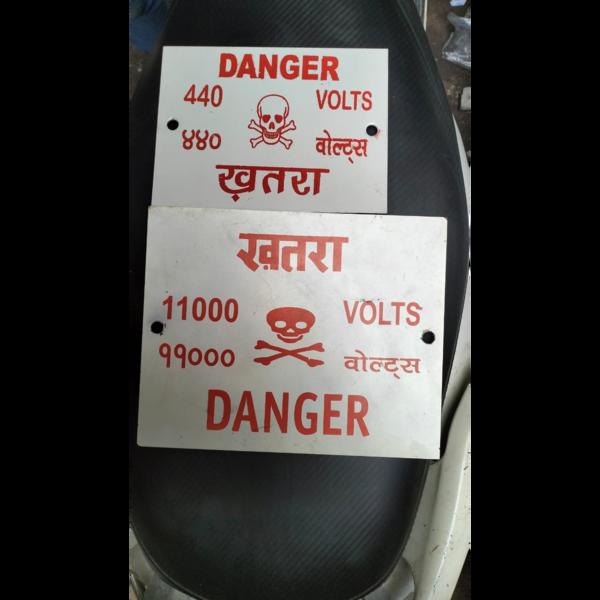 DANGER
440 VOLTS
४४० वोल्ट्स
ख़तरा
ख़तरा
11000 VOLTS
११००० वोल्ट्स
DANGER